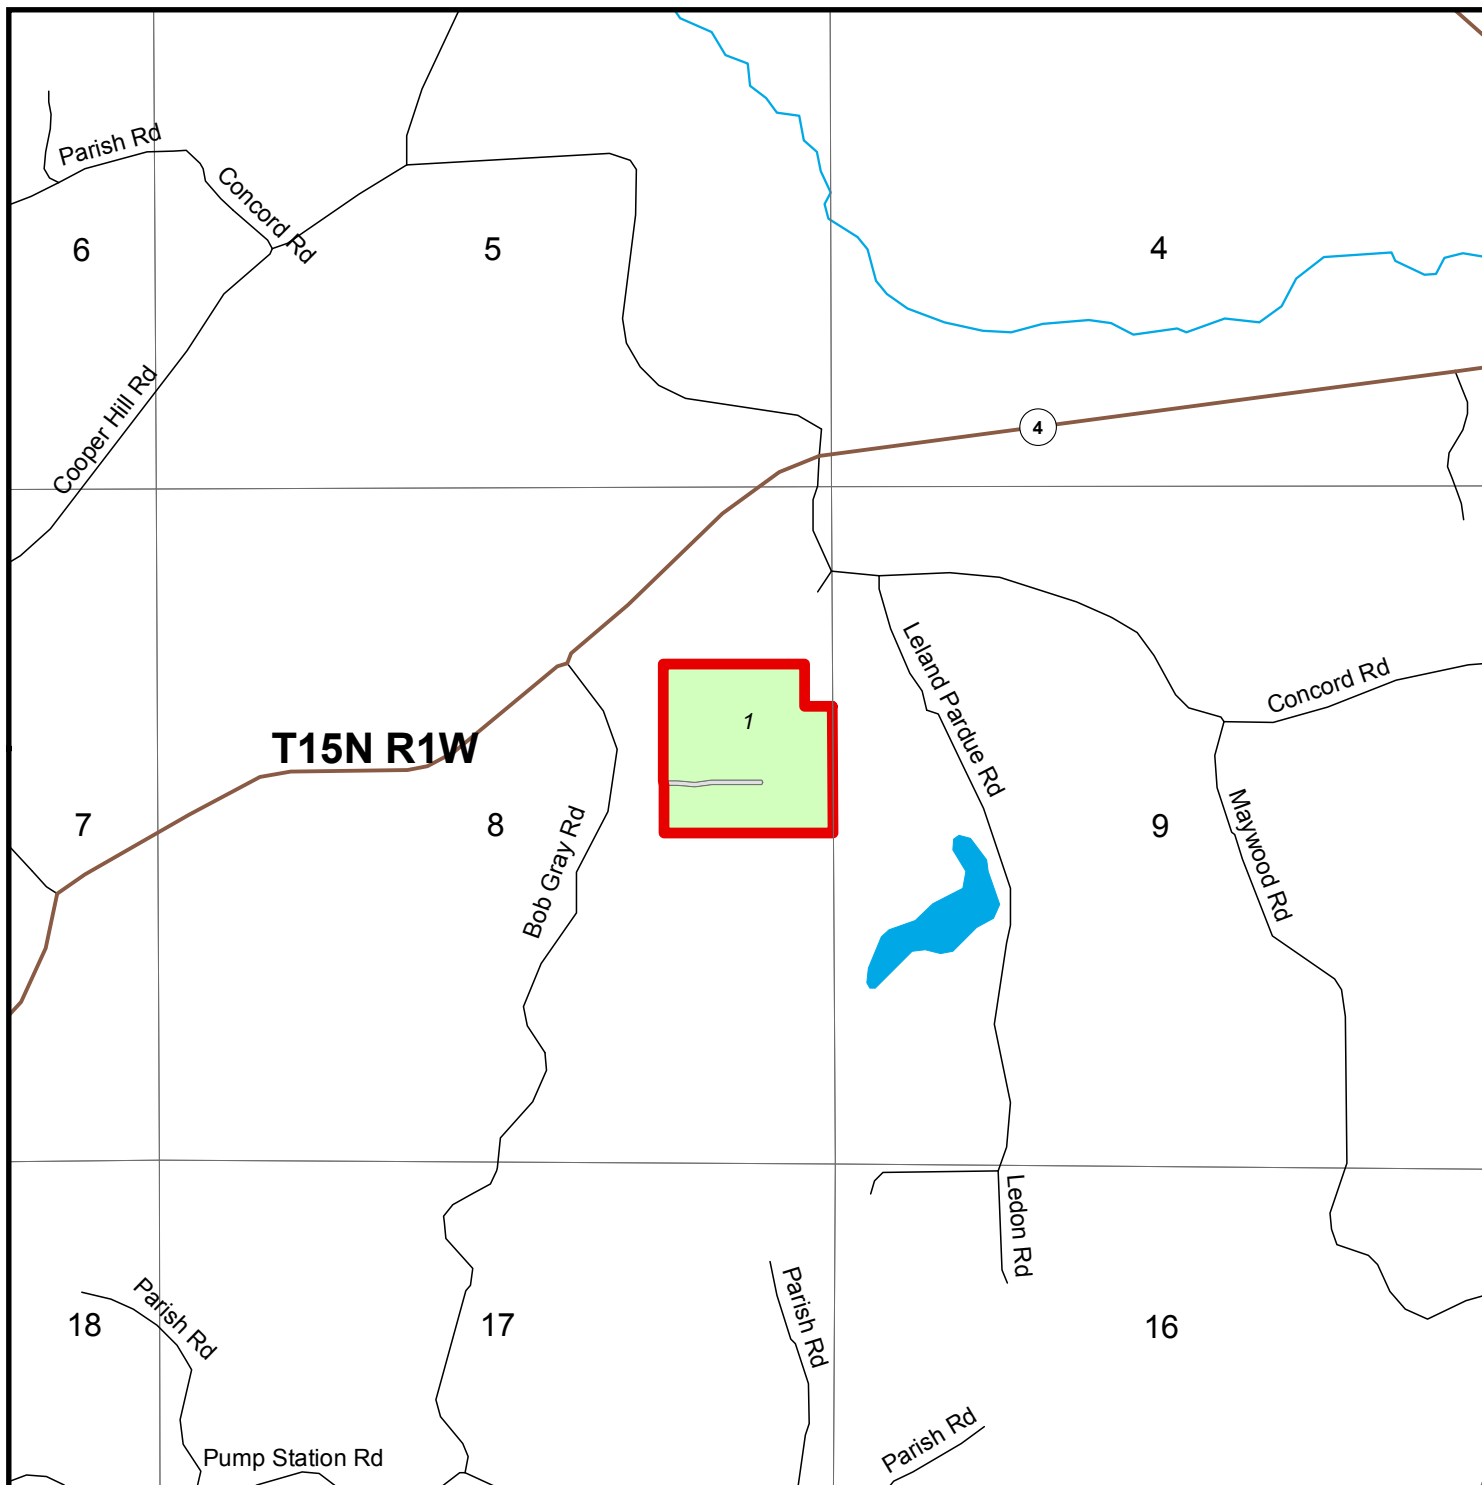 Parish Rd
Concord Rd
6
5
4
Cooper Hill Rd
4
Leland Pardue Rd
Concord Rd
1
T15N R1W
7
8
9
Bob Gray Rd
Maywood Rd
Ledon Rd
Parish Rd
Parish Rd
18
17
16
Parish Rd
Pump Station Rd